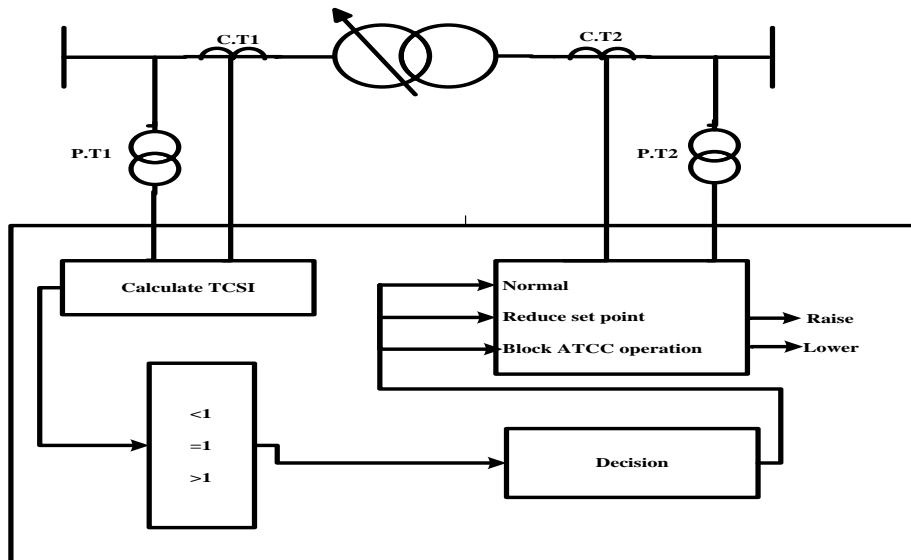 C.T1
C.T2
P.T1
P.T2
Calculate TCSI
Normal
Reduce set point
Block ATCC operation
Raise
Lower
<1
=1
>1
Decision